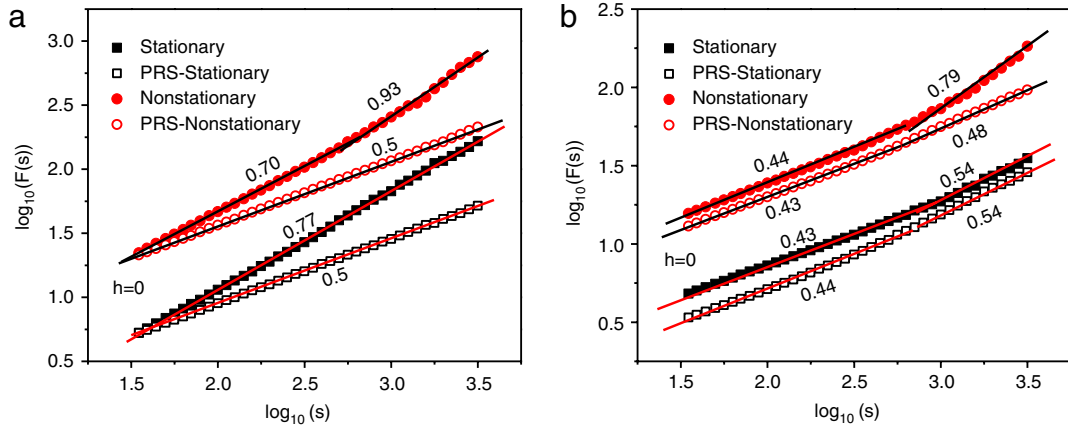 a
3.0
2.5
2.0
1.5
1.0
0.5
log10(F(s))
Stationary
PRS-Stationary
Nonstationary
PRS-Nonstationary
0.93
0.5
0.70
0.77
0.5
h=0
1.5 2.0 2.5 3.0 3.5
log10 (s)
b
2.5
2.0
1.5
1.0
0.5
log10(F(s))
Stationary
PRS-Stationary
Nonstationary
PRS-Nonstationary
0.79
0.44
0.48
0.43
0.54
0.43
0.54
0.44
h=0
1.5 2.0 2.5 3.0 3.5
log10 (s)